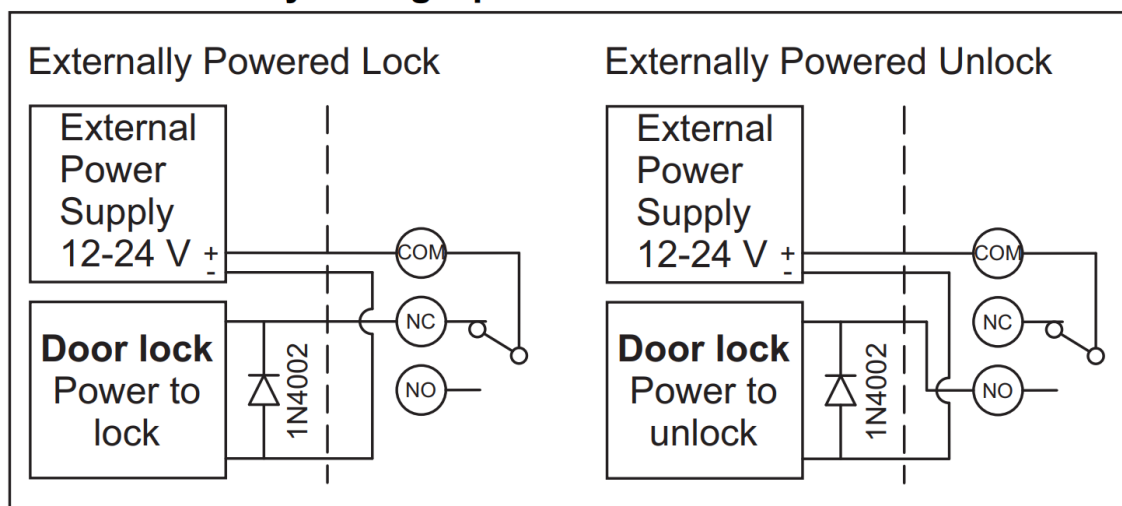 Externally Powered Lock
External
Power
Supply
12-24 V +
-
COM
NC
NO
Door lock
Power to
lock
1N4002
Externally Powered Unlock
External
Power
Supply
12-24 V +
-
COM
NC
NO
Door lock
Power to
unlock
1N4002